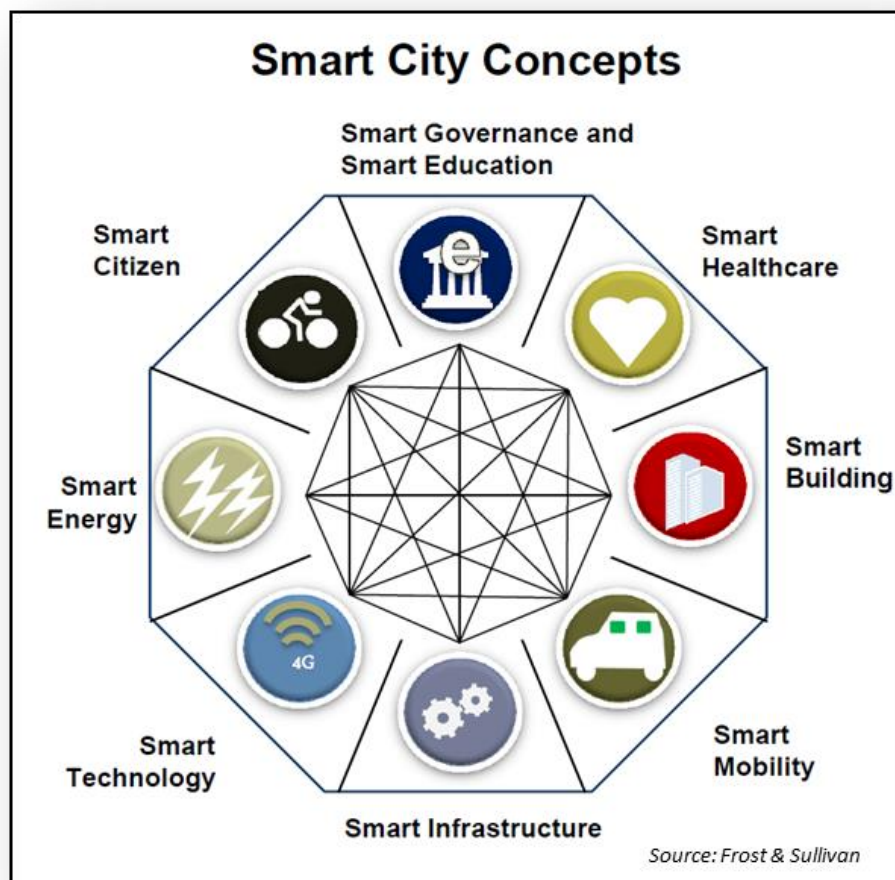 Smart City Concepts
Smart Governance and
Smart Education
Smart
Citizen
Smart
Healthcare
e
Smart
Energy
Smart
Building
4G
Smart
Technology
Smart
Mobility
Smart Infrastructure
Source: Frost & Sullivan